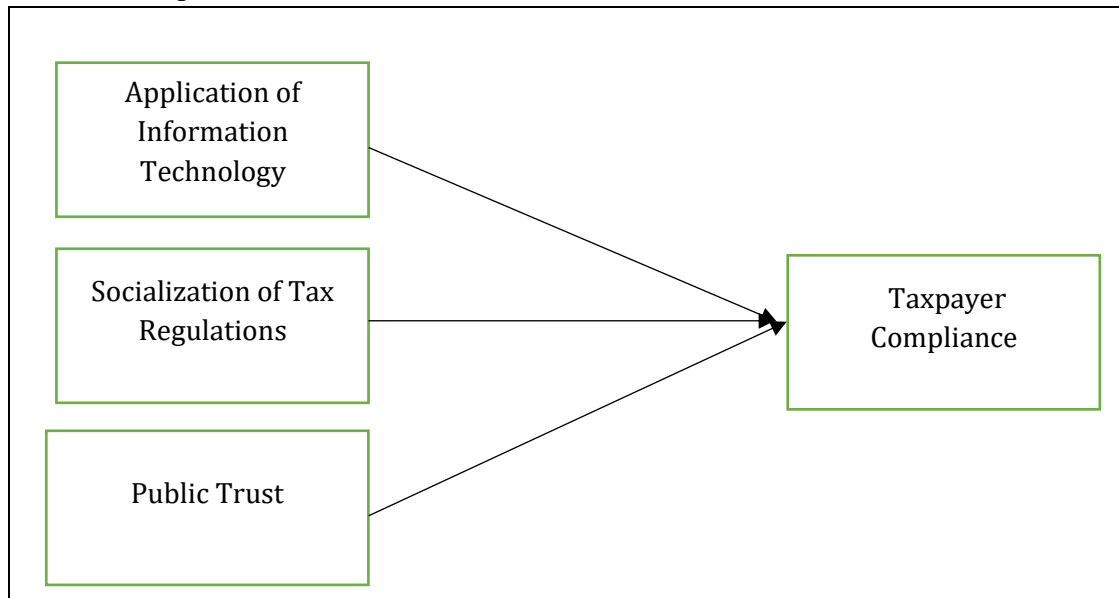 Application of
Information
Technology
Socialization of Tax
Regulations
Public Trust
Taxpayer
Compliance